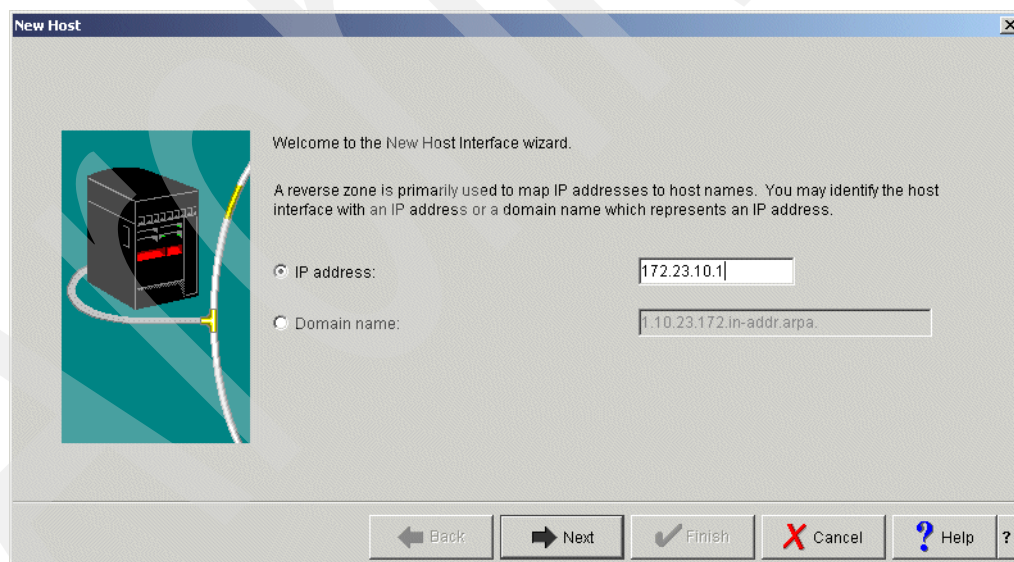 New Host
Welcome to the New Host Interface wizard.
A reverse zone is primarily used to map IP addresses to host names. You may identify the host
interface with an IP address or a domain name which represents an IP address.
IP address: 172.23.10.1
Domain name: 1.10.23.172.in-addr.arpa.
Back Next Finish Cancel ? Help ?